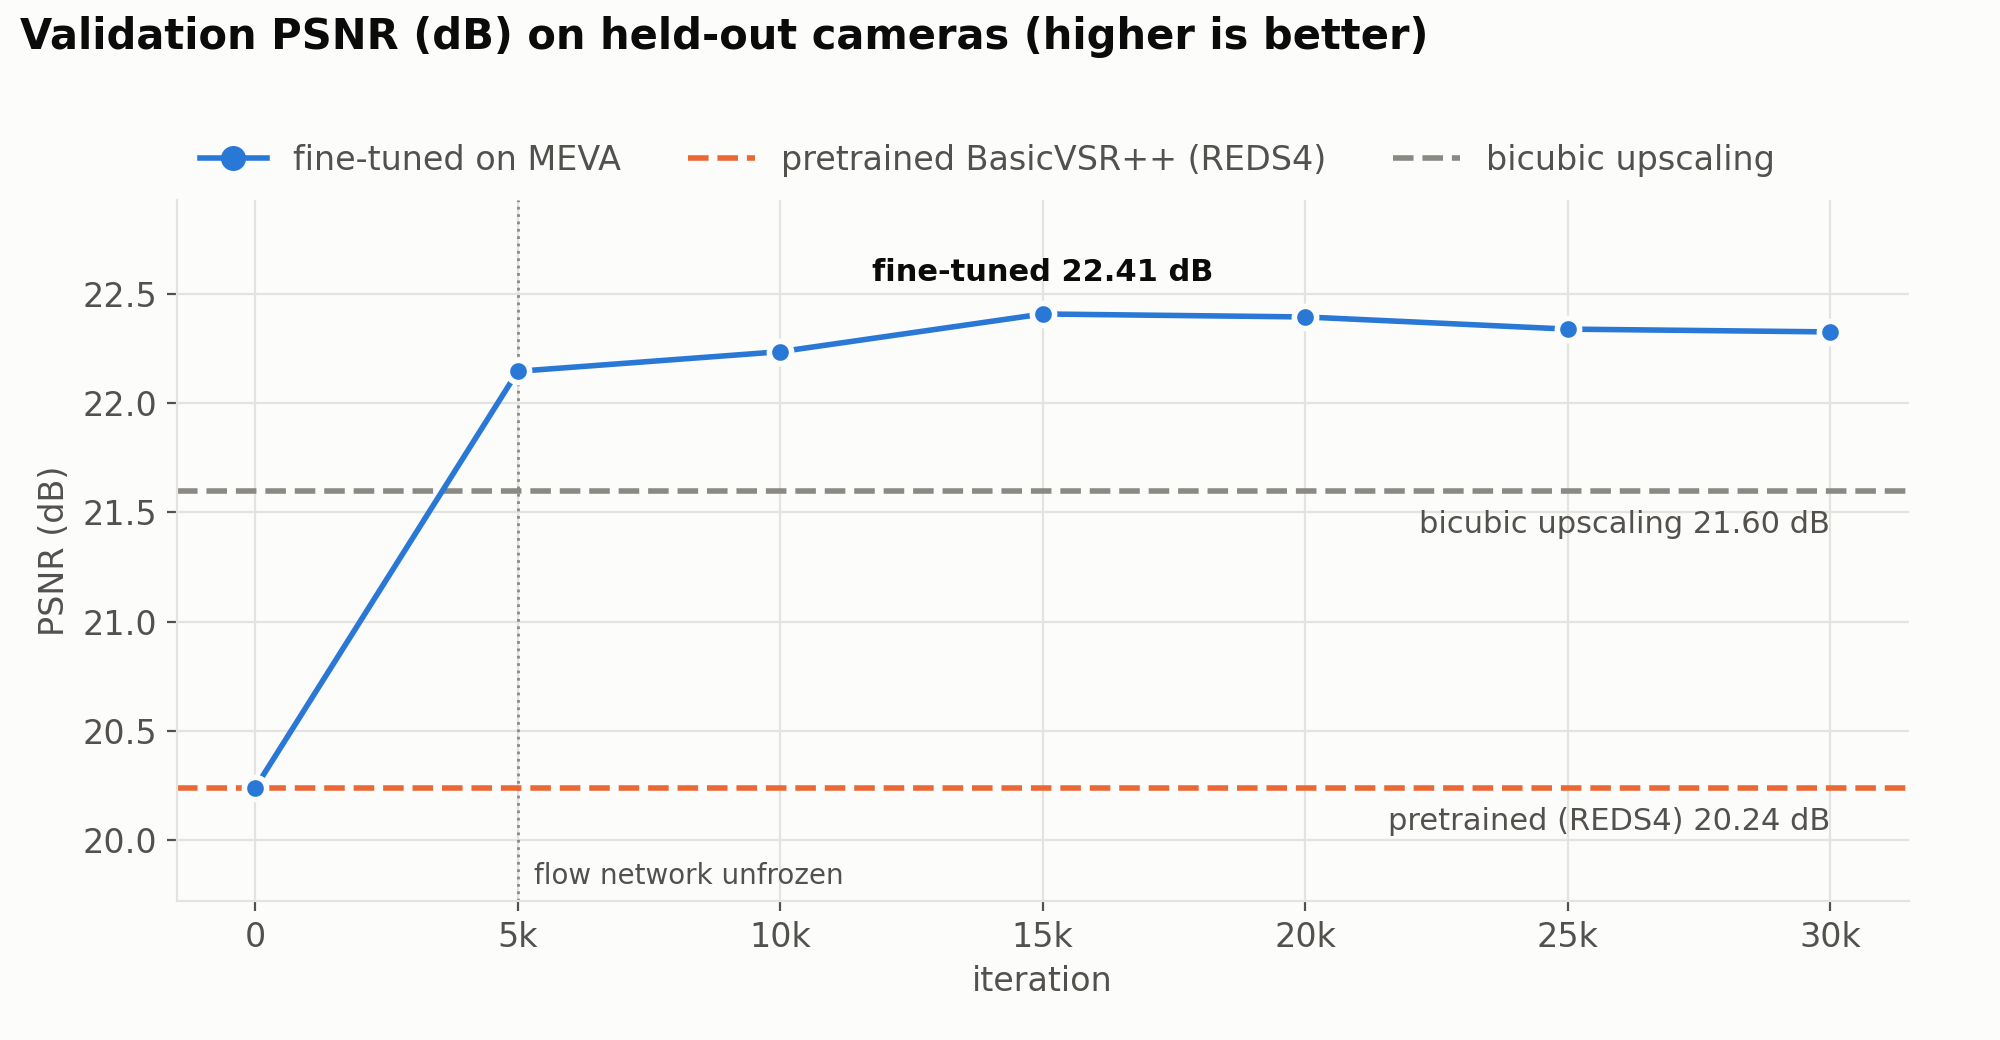 Validation PSNR (dB) on held-out cameras (higher is better)
fine-tuned on MEVA
pretrained BasicVSR++ (REDS4)
bicubic upscaling
fine-tuned 22.41 dB
22.5
22.0
21.5
21.0
20.5
20.0
PSNR (dB)
bicubic upscaling 21.60 dB
pretrained (REDS4) 20.24 dB
flow network unfrozen
0
5k
10k
15k
20k
25k
30k
iteration